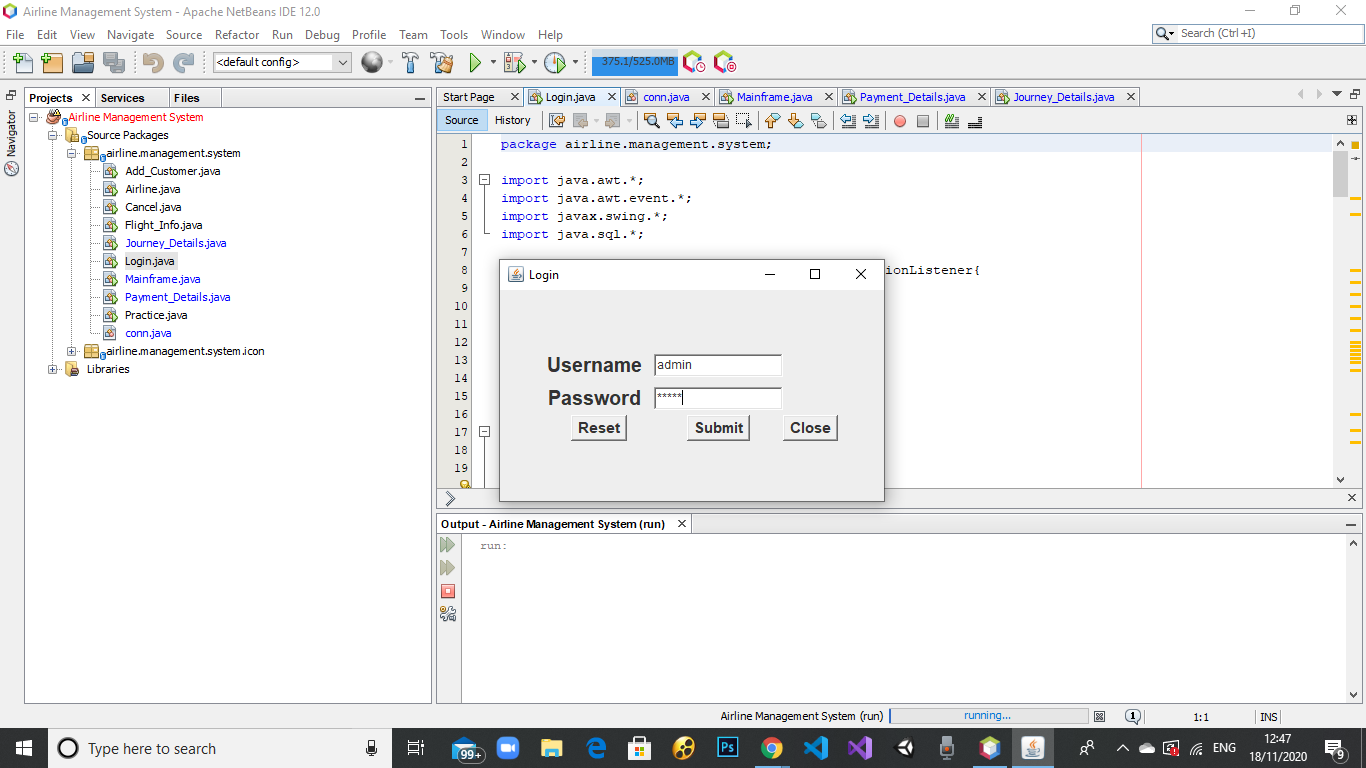 Airline Management System - Apache NetBeans IDE 12.0
File Edit View Navigate Source Refactor Run Debug Profile Team Tools Window Help
Search (Ctrl+I)
<default config>
375.1/525.0MB
Navigator
Projects Services Files
Airline Management System
Source Packages
airline.management.system
Add_Customer.java
Airline.java
Cancel.java
Flight_Info.java
Journey_Details.java
Login.java
Mainframe.java
Payment_Details.java
Practice.java
conn.java
airline.management.system.icon
Libraries
Start Page Login.java conn.java Mainframe.java Payment_Details.java Journey_Details.java
Source History
1 package airline.management.system;
2
3 import java.awt.*;
4 import java.awt.event.*;
5 import javax.swing.*;
6 import java.sql.*;
7
8 ionListener{
9
10
11
12
13
14
15
16
17
18
19
Login
Username admin
Password *****
Reset Submit Close
Output - Airline Management System (run)
run:
Airline Management System (run) running... 1 1:1 INS
Type here to search
99+
Ps
ENG
12:47
18/11/2020
9